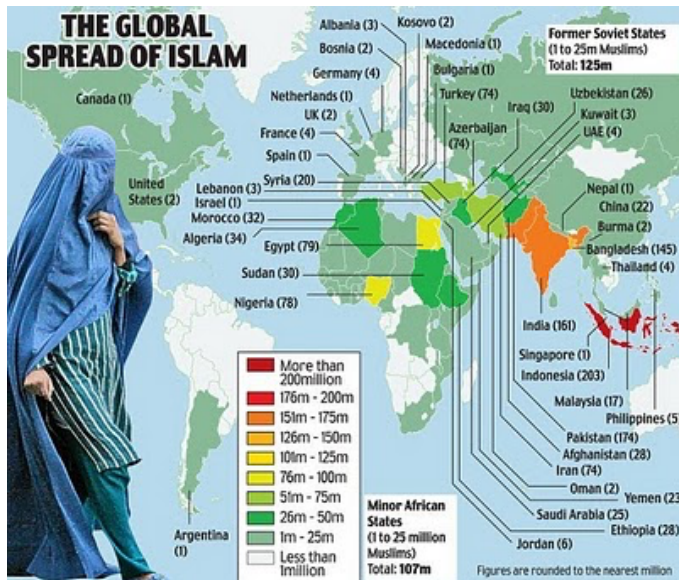 THE GLOBAL
SPREAD OF ISLAM
Albania (3)
Kosovo (2)
Bosnia (2)
Macedonia (1)
Germany (4)
Bulgaria (1)
Canada (1)
Netherlands (1)
Turkey (74)
UK (2)
France (4)
Azerbaijan
(74)
Spain (1)
Iraq (30)
Former Soviet States
(1 to 25m Muslims)
Total: 125m
Uzbekistan (26)
Kuwait (3)
UAE (4)
United
States (2)
Syria (20)
Lebanon (3)
Israel (1)
Morocco (32)
Algeria (34)
Egypt (79)
Sudan (30)
Nigeria (78)
Nepal (1)
China (22)
Burma (2)
Bangladesh (145)
Thailand (4)
India (161)
Singapore (1)
Indonesia (203)
Malaysia (17)
Philippines (5
Pakistan (174)
Afghanistan (28)
Iran (74)
Oman (2)
Yemen (23
Saudi Arabia (25)
Ethiopia (28)
Jordan (6)
Argentina
(1)
More than
200million
176m - 200m
151m - 175m
126m - 150m
101m - 125m
76m - 100m
51m - 75m
26m - 50m
1m - 25m
Less than
1million
Minor African
States
(1 to 25 million
Muslims)
Total: 107m
Figures are rounded to the nearest million